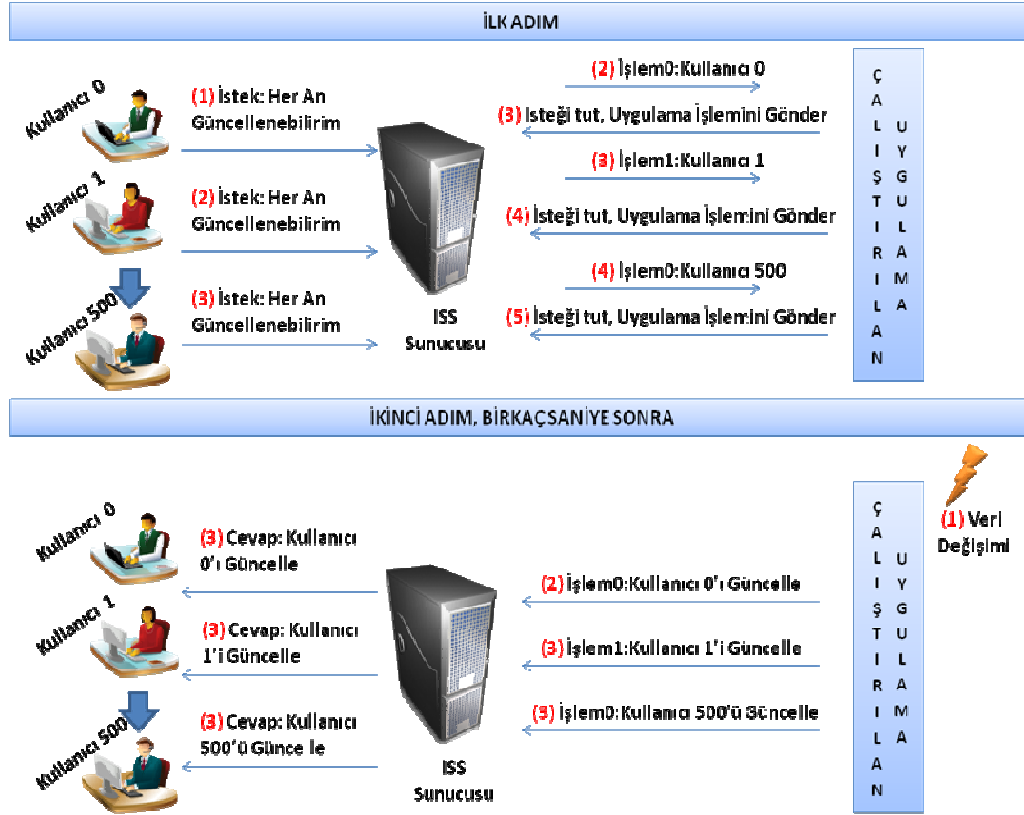 İLK ADIM
Kullanıcı 0
(1) İstek: Her An
Güncellenebilirim
Kullanıcı 1
(2) İstek: Her An
Güncellenebilirim
Kullanıcı 500
(3) İstek: Her An
Güncellenebilirim
ISS
Sunucusu
(2) İşlem0:Kullanıcı 0
(3) Isteği tut, Uygulama İşlemini Gönder
(3) İşlem1:Kullanıcı 1
(4) İsteği tut, Uygulama İşlemini Gönder
(4) İşlem0:Kullanıcı 500
(5) İsteği tut, Uygulama İşlemini Gönder
ÇALIŞTIRILAN
UYGULAMA
İKİNCİ ADIM, BİRKAÇ SANİYE SONRA
Kullanıcı 0
(3) Cevap: Kullanıcı
0'ı Güncelle
Kullanıcı 1
(3) Cevap: Kullanıcı
1'i Güncelle
Kullanıcı 500
(3) Cevap: Kullanıcı
500'ü Günce le
ISS
Sunucusu
(2) İşlem0:Kullanıcı 0'ı Güncelle
(3) İşlem1:Kullanıcı 1'i Güncelle
(3) İşlem0:Kullanıcı 500'ü Güncelle
ÇALIŞTIRILAN
UYGULAMA
(1) Veri
Değişimi